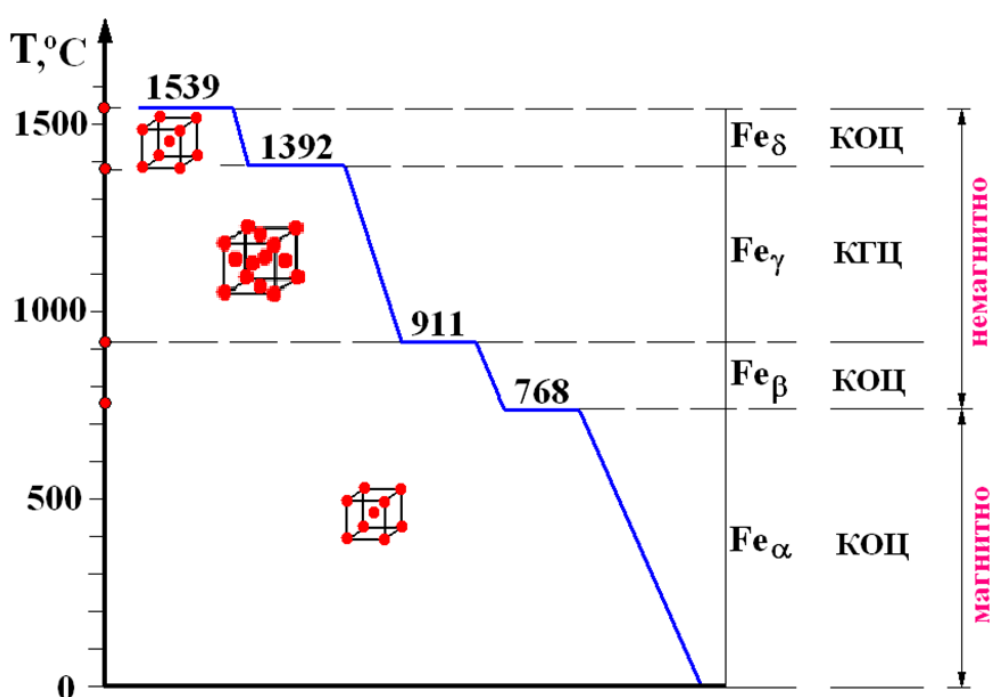 T,°C
1539
1500
Feδ КОЦ
1392
Feγ КГЦ
немагнитно
1000
911
Feβ КОЦ
768
500
Feα КОЦ
магнитно
0